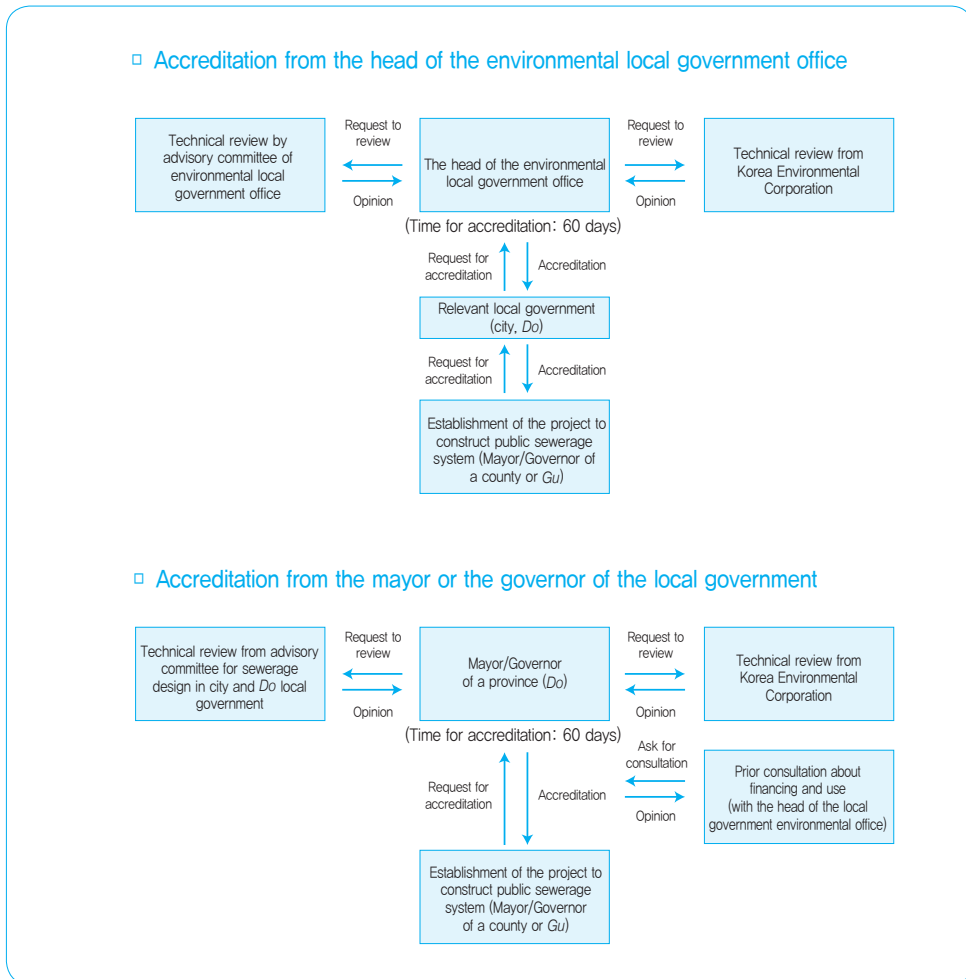 □ Accreditation from the head of the environmental local government office
Technical review by
advisory committee of
environmental local
government office
Request to
review
Opinion
The head of the environmental
local government office
Request to
review
Opinion
Technical review from
Korea Environmental
Corporation
(Time for accreditation: 60 days)
Request for
accreditation
Accreditation
Relevant local government
(city, Do)
Request for
accreditation
Accreditation
Establishment of the project to
construct public sewerage
system (Mayor/Governor of
a county or Gu)
□ Accreditation from the mayor or the governor of the local government
Technical review from advisory
committee for sewerage
design in city and Do local
government
Request to
review
Opinion
Mayor/Governor
of a province (Do)
Request to
review
Opinion
Technical review from
Korea Environmental
Corporation
(Time for accreditation: 60 days)
Request for
accreditation
Accreditation
Ask for
consultation
Opinion
Prior consultation about
financing and use
(with the head of the local
government environmental office)
Establishment of the project to
construct public sewerage
system (Mayor/Governor
of a county or Gu)